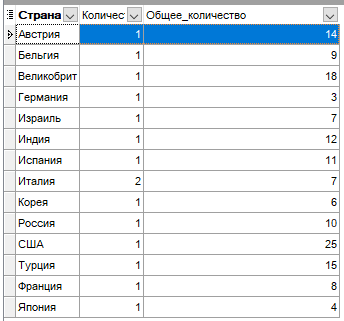 Страна Количес Общее_количество
Австрия 1 14
Бельгия 1 9
Великобрит 1 18
Германия 1 3
Израиль 1 7
Индия 1 12
Испания 1 11
Италия 2 7
Корея 1 6
Россия 1 10
США 1 25
Турция 1 15
Франция 1 8
Япония 1 4